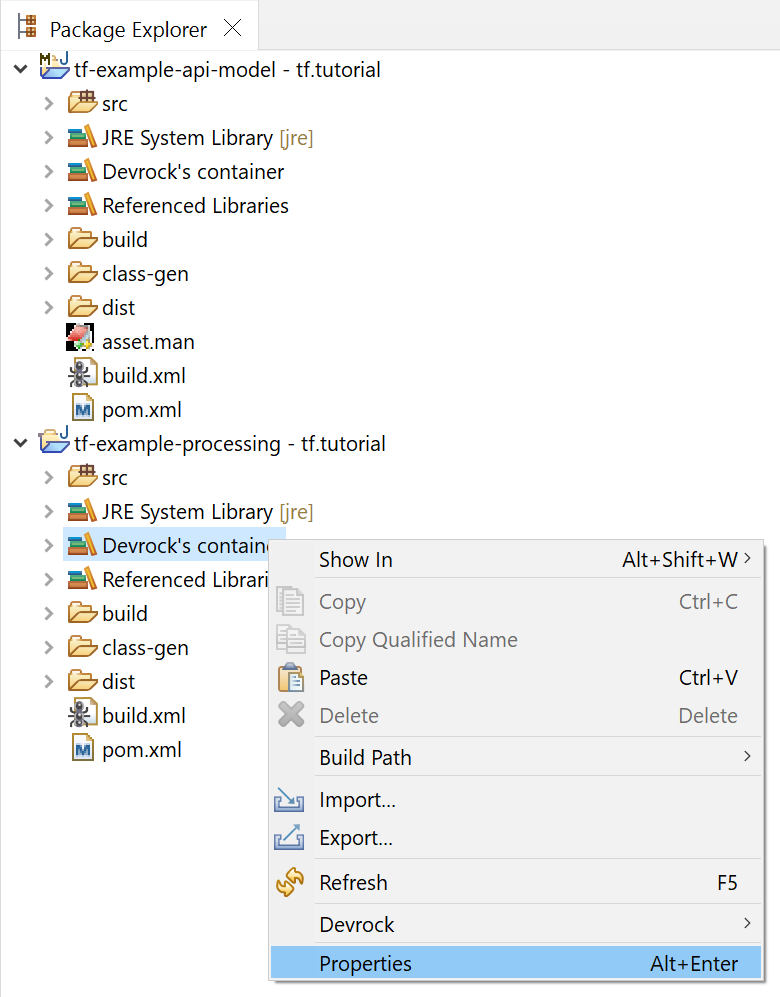 Package Explorer
tf-example-api-model - tf.tutorial
src
JRE System Library [jre]
Devrock's container
Referenced Libraries
build
class-gen
dist
asset.man
build.xml
pom.xml
tf-example-processing - tf.tutorial
src
JRE System Library [jre]
Devrock's containe
Show In Alt+Shift+W
Referenced Librari
Copy Ctrl+C
build
Copy Qualified Name
class-gen
Paste Ctrl+V
dist
Delete Delete
build.xml
pom.xml
Build Path
Import...
Export...
Refresh F5
Devrock
Properties Alt+Enter